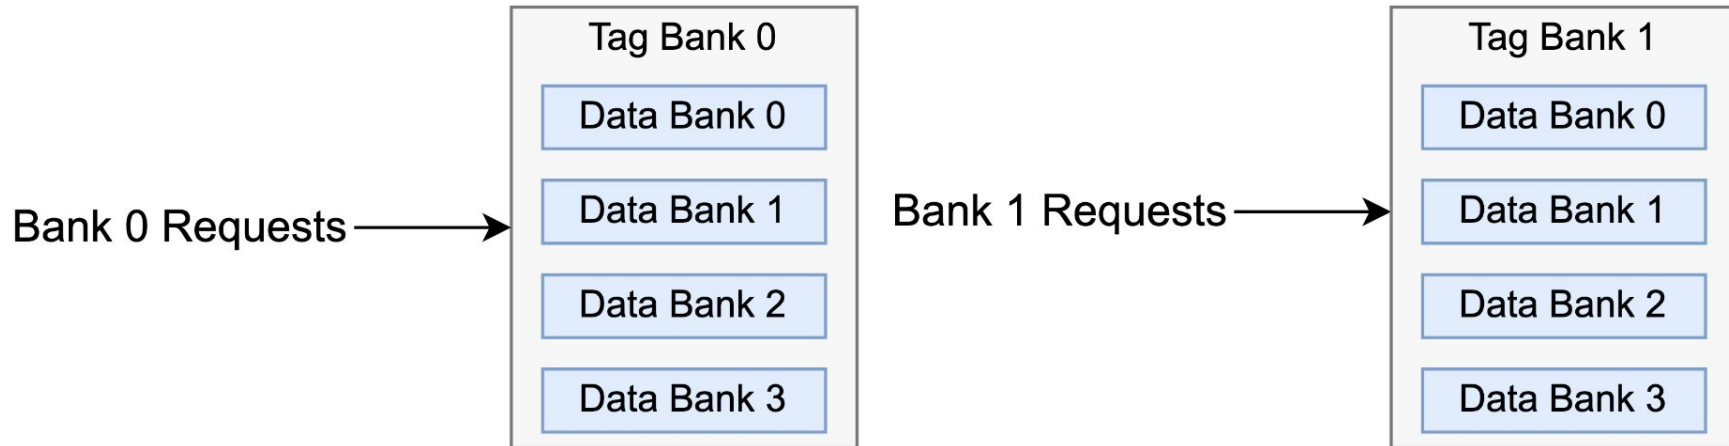 Bank 0 Requests
Tag Bank 0
Data Bank 0
Data Bank 1
Data Bank 2
Data Bank 3
Bank 1 Requests
Tag Bank 1
Data Bank 0
Data Bank 1
Data Bank 2
Data Bank 3